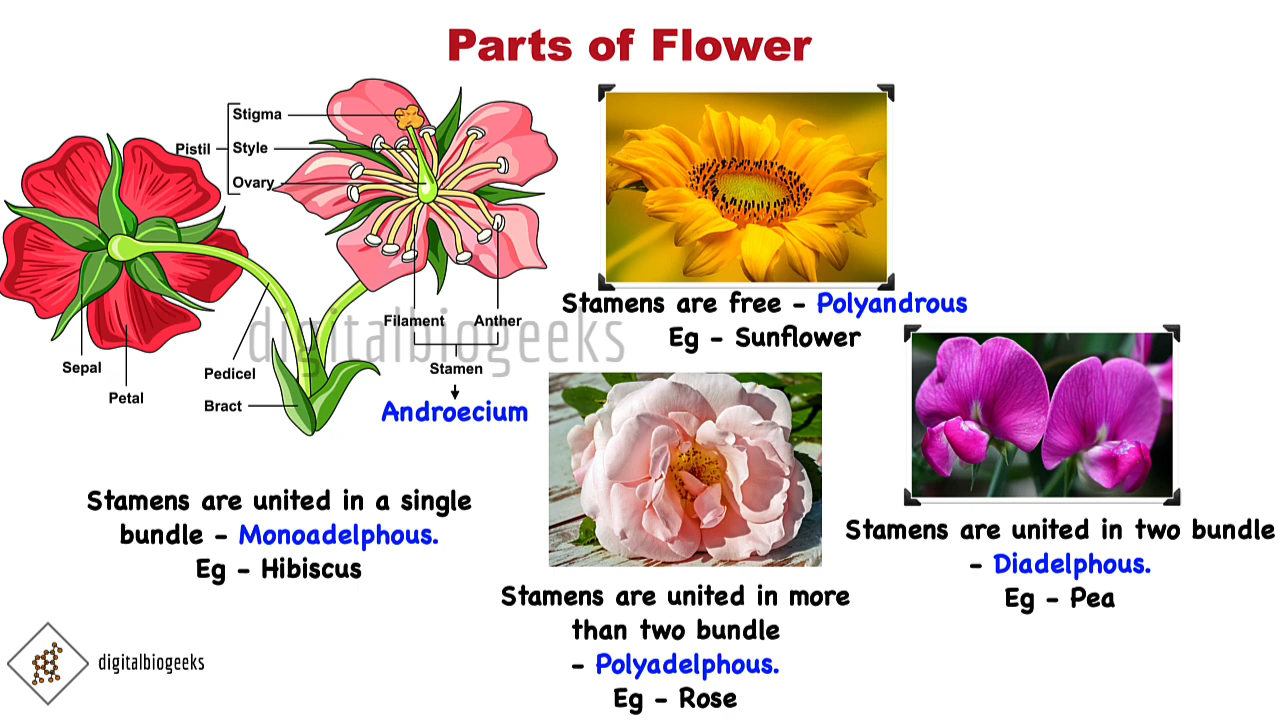 Parts of Flower
Stigma
Pistil
Style
Ovary
Filament
Anther
Stamen
Androecium
Sepal
Petal
Pedicel
Bract
digitalbiogeeks
Stamens are free - Polyandrous
Eg - Sunflower
Stamens are united in a single
bundle - Monoadelphous.
Eg - Hibiscus
Stamens are united in more
than two bundle
- Polyadelphous.
Eg - Rose
Stamens are united in two bundle
- Diadelphous.
Eg - Pea
digitalbiogeeks